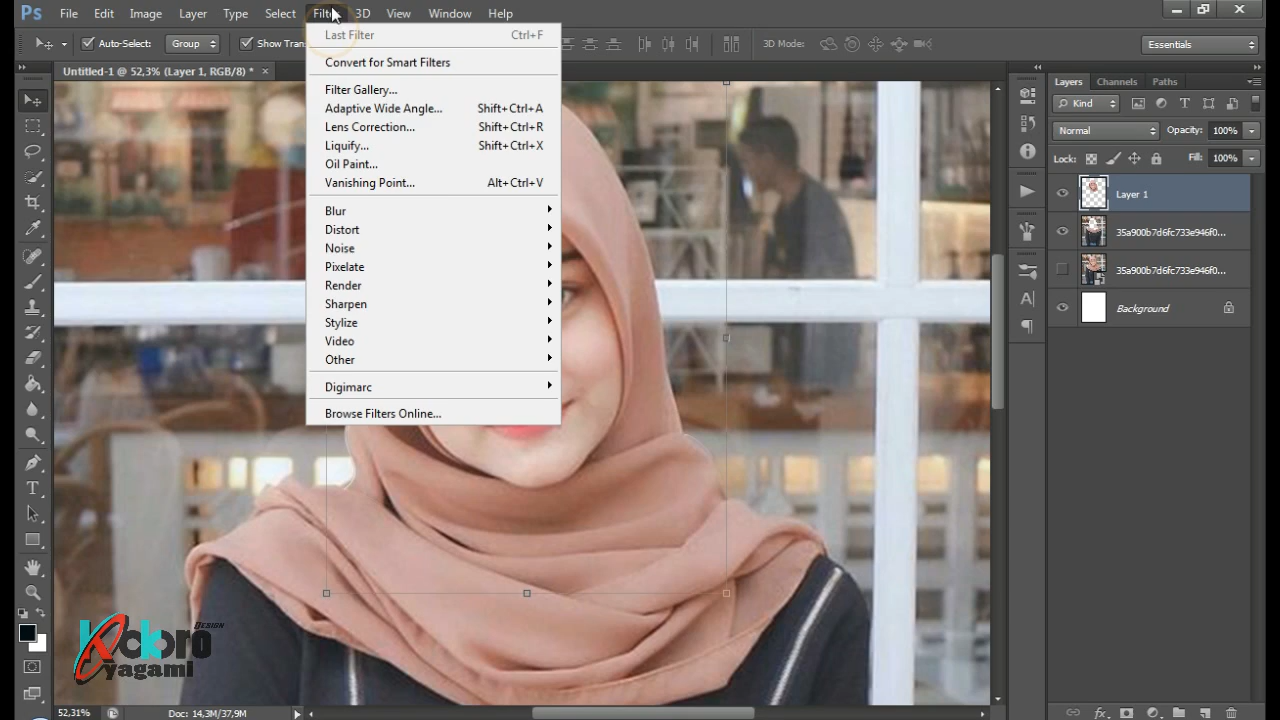 Ps File Edit Image Layer Type Select Filter 3D View Window Help
Auto-Select: Group Show Tran 3D Mode: Essentials
Untitled-1 @ 52,3% (Layer 1, RGB/8) * ×
Last Filter Ctrl+F
Convert for Smart Filters
Filter Gallery...
Adaptive Wide Angle... Shift+Ctrl+A
Lens Correction... Shift+Ctrl+R
Liquify... Shift+Ctrl+X
Oil Paint...
Vanishing Point... Alt+Ctrl+V
Blur
Distort
Noise
Pixelate
Render
Sharpen
Stylize
Video
Other
Digimarc
Browse Filters Online...
Layers Channels Paths
Kind
Normal Opacity: 100%
Lock: Fill: 100%
Layer 1
35a900b7d6fc733e946f0...
35a900b7d6fc733e946f0...
Background
DESIGN
yagami
52,31% Doc: 14,3M/37,9M